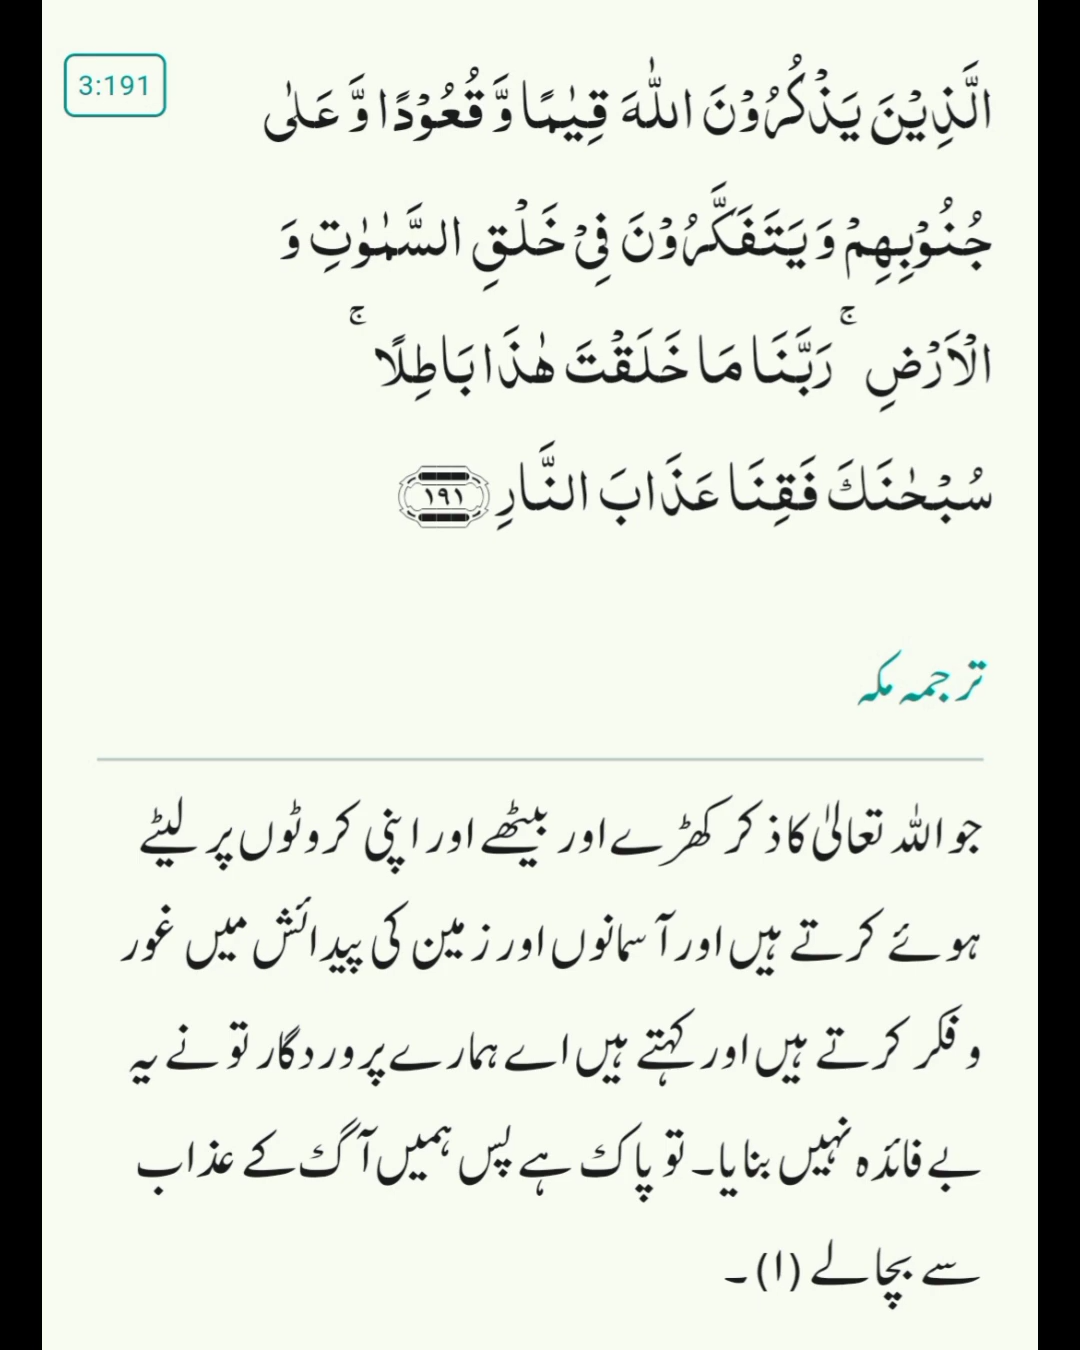 3:191
الَّذِيْنَ يَذْكُرُوْنَ اللّٰهَ قِيٰمًا وَّ قُعُوْدًا وَّ عَلٰى
جُنُوْبِهِمْ وَ يَتَفَكَّرُوْنَ فِيْ خَلْقِ السَّمٰوٰتِ وَ
الْاَرْضِ ۚ رَبَّنَا مَا خَلَقْتَ هٰذَا بَاطِلًا ۚ
سُبْحٰنَكَ فَقِنَا عَذَابَ النَّارِ ﴿۱۹۱﴾
ترجمہ مکہ
جو اللہ تعالیٰ کا ذکر کھڑے اور بیٹھے اور اپنی کروٹوں پر لیٹے
ہوئے کرتے ہیں اور آسمانوں اور زمین کی پیدائش میں غور
و فکر کرتے ہیں اور کہتے ہیں اے ہمارے پروردگار تو نے یہ
بے فائدہ نہیں بنایا۔ تو پاک ہے پس ہمیں آگ کے عذاب
سے بچا لے (۱)۔